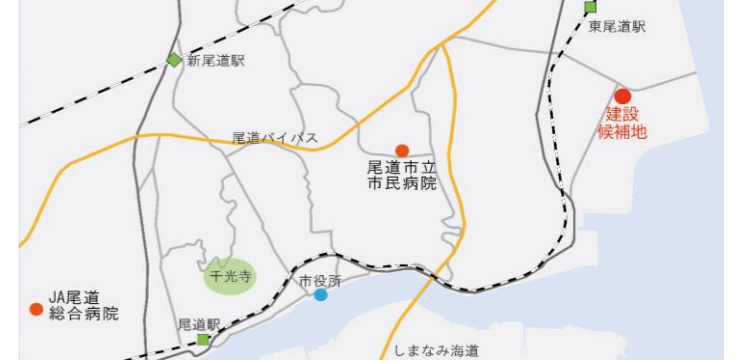 東尾道駅
新尾道駅
建設
候補地
尾道バイパス
尾道市立
市民病院
千光寺
市役所
JA尾道
総合病院
尾道駅
しまなみ海道